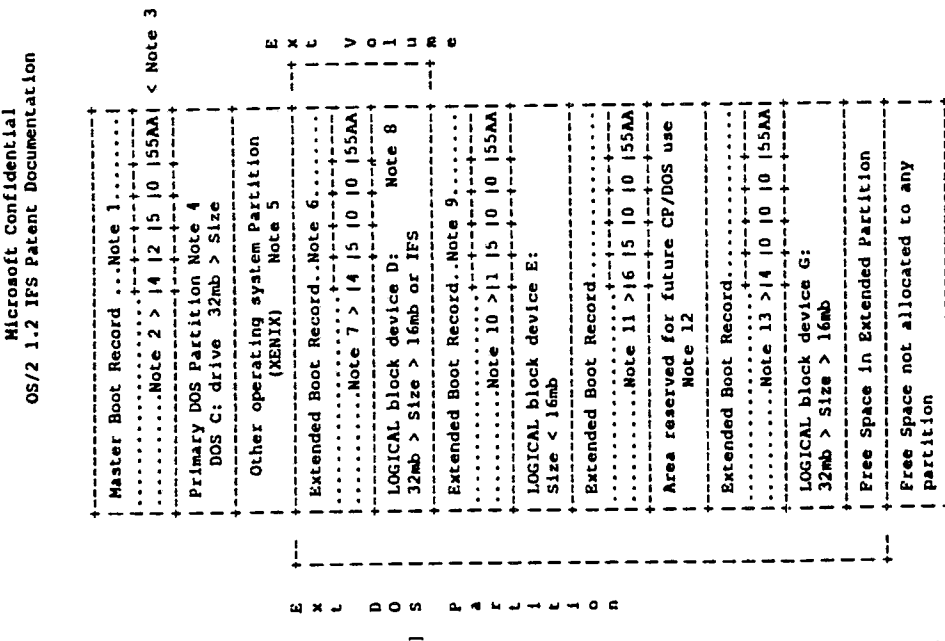 Microsoft Confidential
OS/2 1.2 IFS Patent Documentation
+-----------------------------------+
| Master Boot Record ...Note 1........|
|.....................+--+--+--+--+----+
|..........Note 2 > |4 |2 |5 |0 |55AA| < Note 3
+-------------------+--+--+--+--+----+
| Primary DOS Partition Note 4 |
| DOS C: drive 32mb > Size |
+-----------------------------------+
| Other operating system Partition |
| (XENIX) Note 5 |
+-----------------------------------+
| Extended Boot Record..Note 6........|
|.....................+--+--+--+--+----+
|..........Note 7 > |4 |5 |0 |0 |55AA|
+-------------------+--+--+--+--+----+
| LOGICAL block device D: |
| 32mb > Size > 16mb or IFS Note 8 |
+-----------------------------------+
| Extended Boot Record..Note 9........|
|.....................+--+--+--+--+----+
|..........Note 10 >|1 |5 |0 |0 |55AA|
+-------------------+--+--+--+--+----+
| LOGICAL block device E: |
| Size < 16mb |
+-----------------------------------+
| Extended Boot Record................|
|.....................+--+--+--+--+----+
|..........Note 11 >|6 |5 |0 |0 |55AA|
+-------------------+--+--+--+--+----+
| Area reserved for future CP/DOS use |
| Note 12 |
+-----------------------------------+
| Extended Boot Record................|
|.....................+--+--+--+--+----+
|..........Note 13 >|4 |0 |0 |0 |55AA|
+-------------------+--+--+--+--+----+
| LOGICAL block device G: |
| 32mb > Size > 16mb |
+-----------------------------------+
| Free Space in Extended Partition |
+-----------------------------------+
| Free Space not allocated to any |
| partition |
Ext DOS Partition
Ext Volume
]